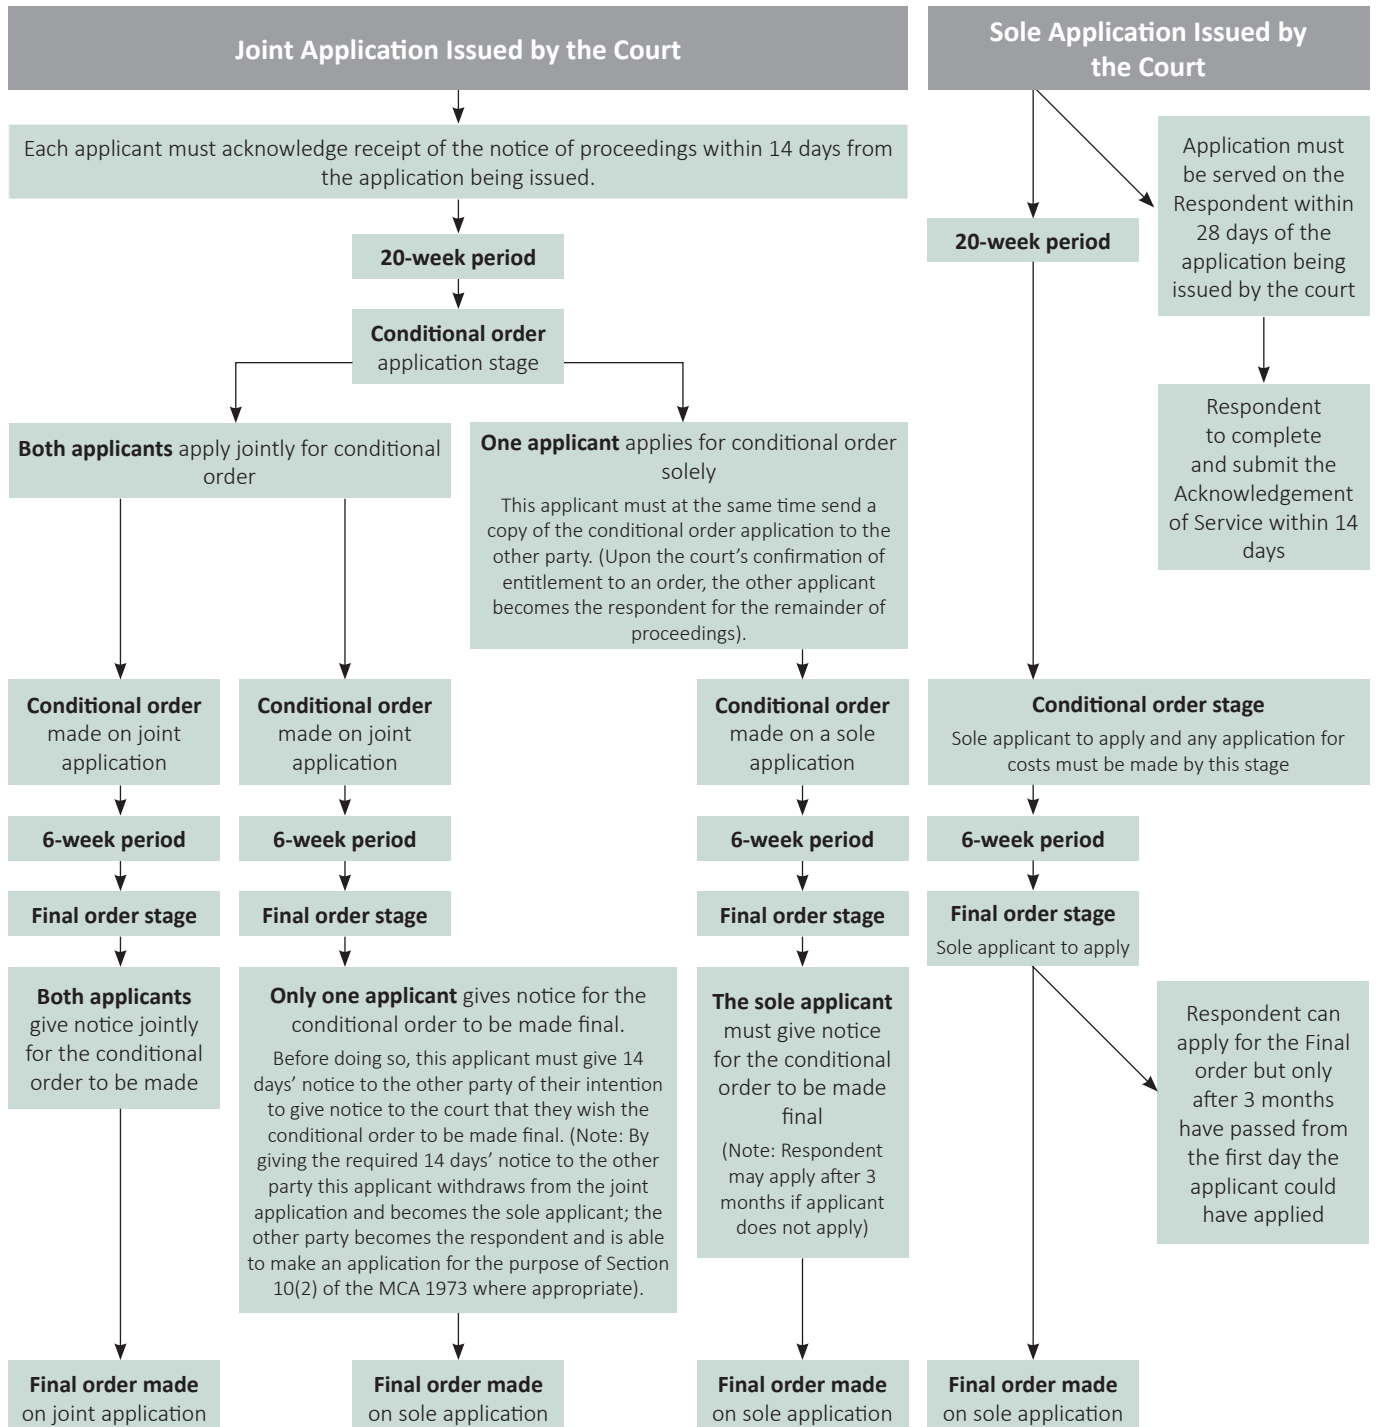 Joint Application Issued by the Court
Each applicant must acknowledge receipt of the notice of proceedings within 14 days from
the application being issued.
20-week period
Conditional order
application stage
Both applicants apply jointly for conditional
order
One applicant applies for conditional order
solely
This applicant must at the same time send a
copy of the conditional order application to the
other party. (Upon the court’s confirmation of
entitlement to an order, the other applicant
becomes the respondent for the remainder of
proceedings).
Conditional order
made on joint
application
6-week period
Final order stage
Both applicants
give notice jointly
for the conditional
order to be made
Final order made
on joint application
Conditional order
made on joint
application
6-week period
Final order stage
Only one applicant gives notice for the
conditional order to be made final.
Before doing so, this applicant must give 14
days’ notice to the other party of their intention
to give notice to the court that they wish the
conditional order to be made final. (Note: By
giving the required 14 days’ notice to the other
party this applicant withdraws from the joint
application and becomes the sole applicant; the
other party becomes the respondent and is able
to make an application for the purpose of Section
10(2) of the MCA 1973 where appropriate).
Final order made
on sole application
Conditional order
made on a sole
application
6-week period
Final order stage
The sole applicant
must give notice
for the conditional
order to be made
final
(Note: Respondent
may apply after 3
months if applicant
does not apply)
Final order made
on sole application
Sole Application Issued by
the Court
20-week period
Application must
be served on the
Respondent within
28 days of the
application being
issued by the court
Respondent
to complete
and submit the
Acknowledgement
of Service within 14
days
Conditional order stage
Sole applicant to apply and any application for
costs must be made by this stage
6-week period
Final order stage
Sole applicant to apply
Respondent can
apply for the Final
order but only
after 3 months
have passed from
the first day the
applicant could
have applied
Final order made
on sole application